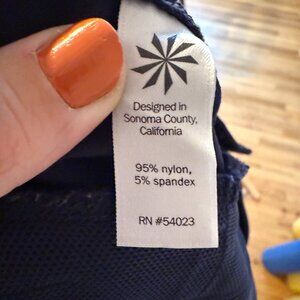 Designed in
Sonoma County,
California
95% nylon,
5% spandex
RN #54023